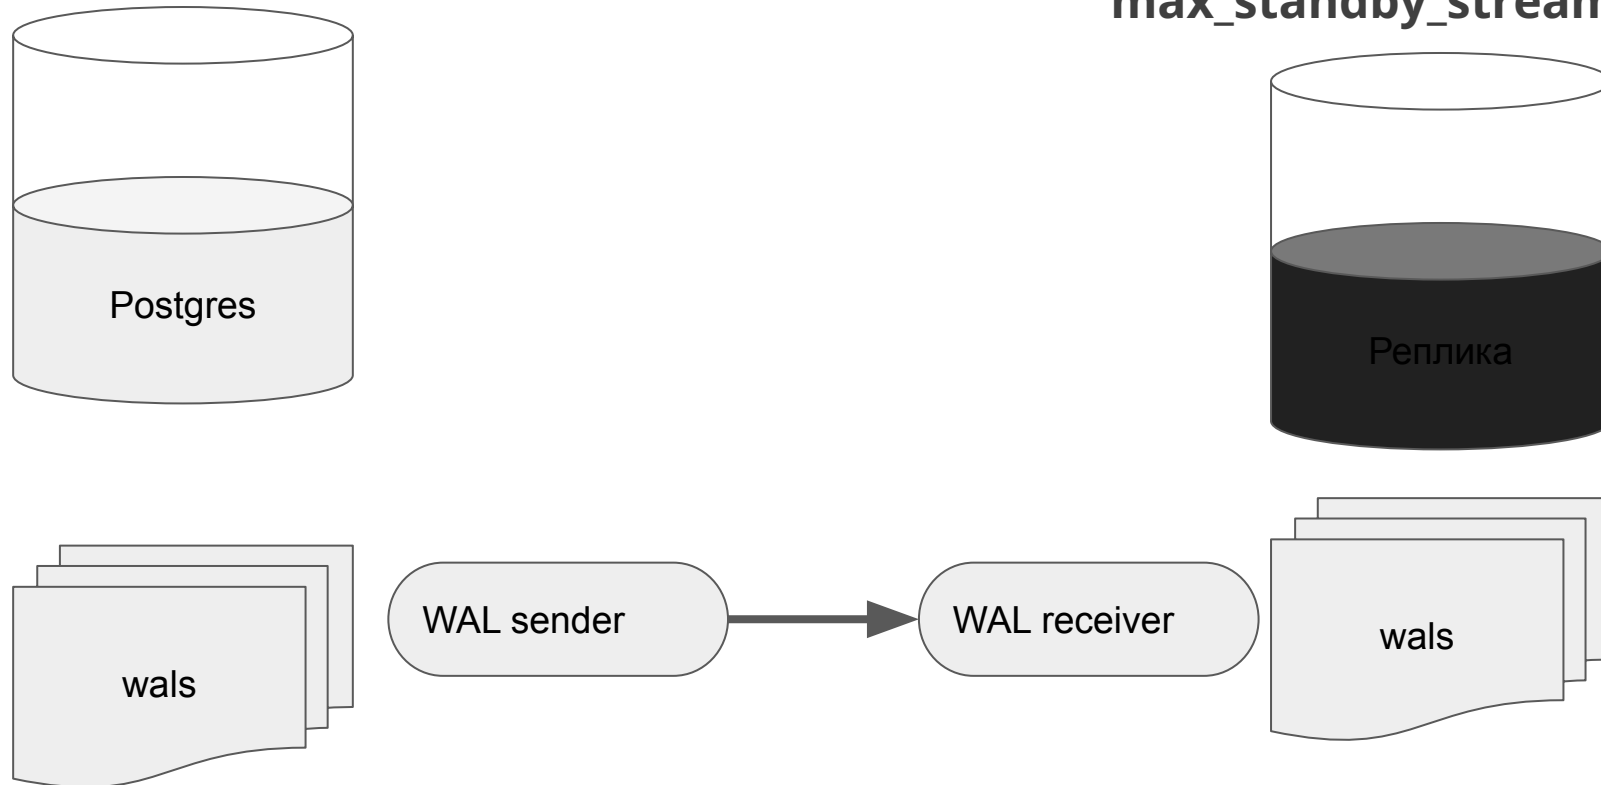 max_standby_stream
Postgres
Реплика
WAL sender
WAL receiver
wals
wals